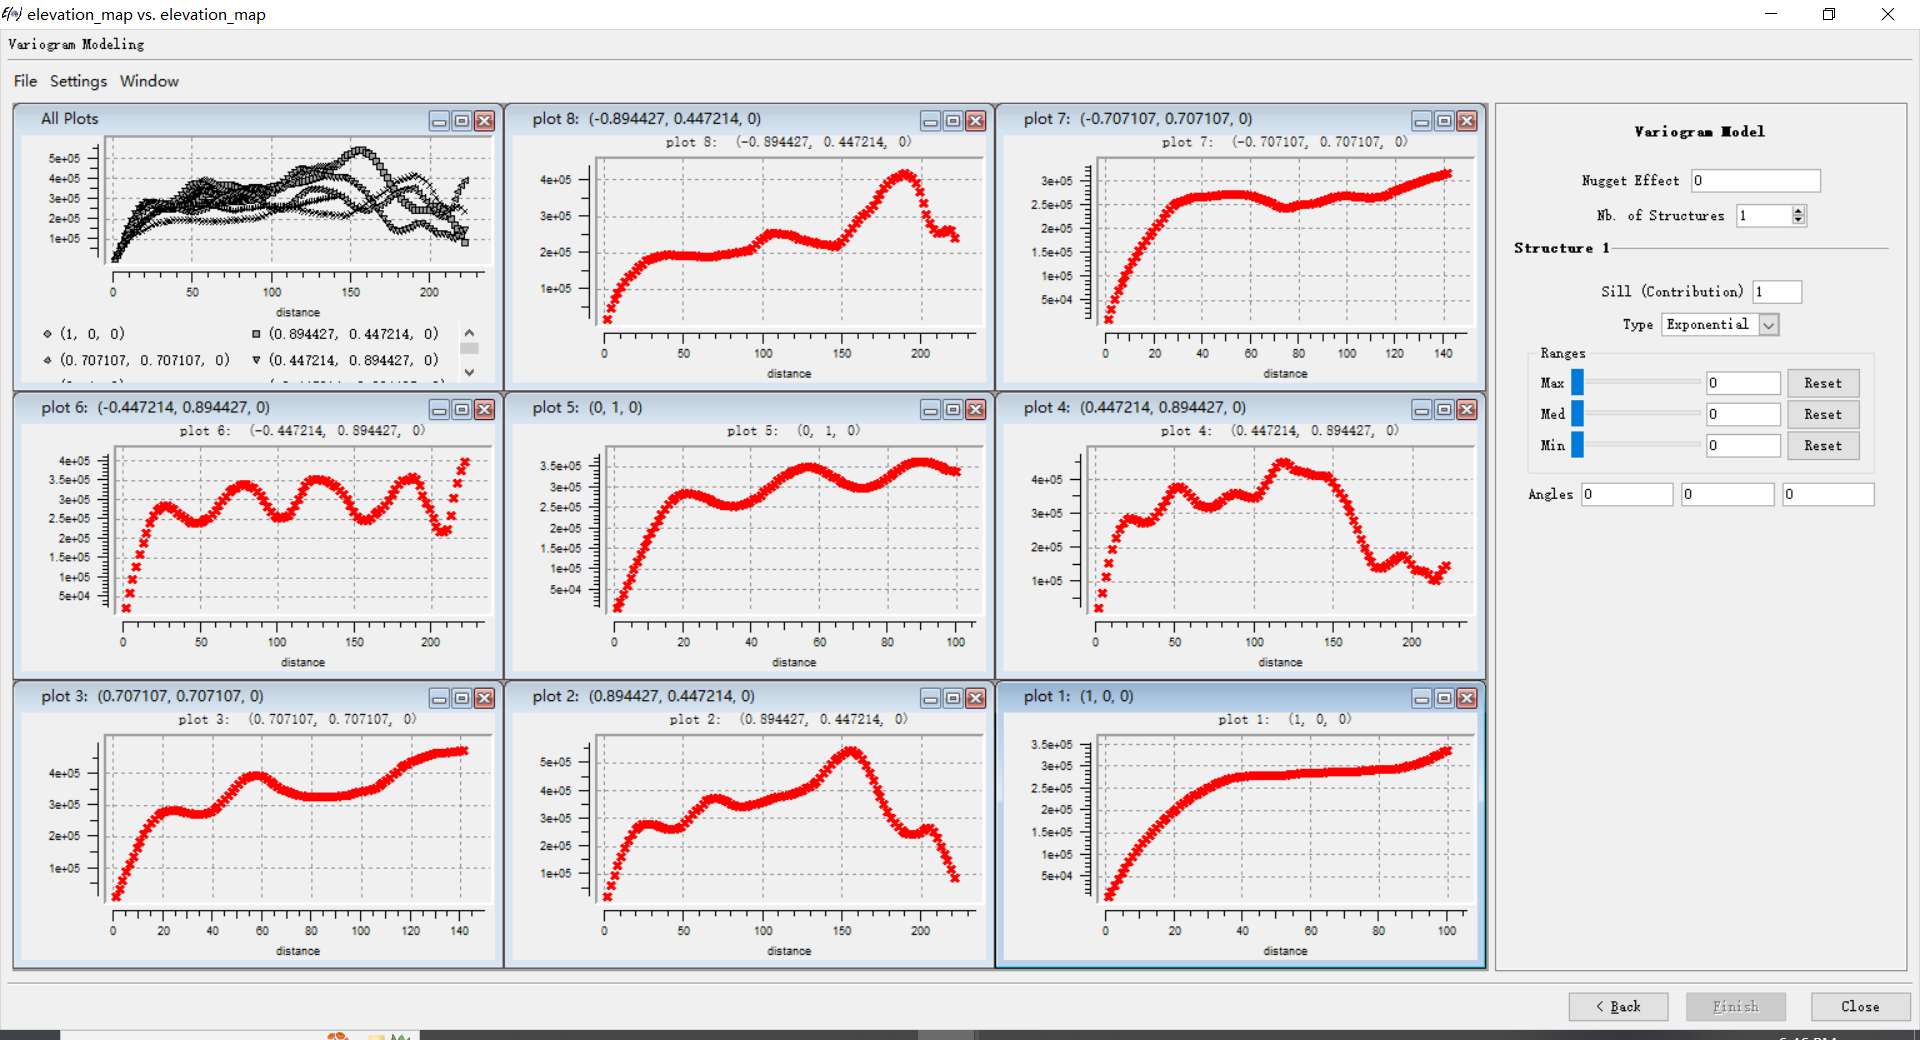 elevation_map vs. elevation_map
Variogram Modeling
File Settings Window
All Plots
5e+05
4e+05
3e+05
2e+05
1e+05
0 50 100 150 200
distance
(1, 0, 0) (0.894427, 0.447214, 0)
(0.707107, 0.707107, 0) (0.447214, 0.894427, 0)
plot 8: (-0.894427, 0.447214, 0)
plot 8: (-0.894427, 0.447214, 0)
4e+05
3e+05
2e+05
1e+05
0 50 100 150 200
distance
plot 7: (-0.707107, 0.707107, 0)
plot 7: (-0.707107, 0.707107, 0)
3e+05
2.5e+05
2e+05
1.5e+05
1e+05
5e+04
0 20 40 60 80 100 120 140
distance
plot 6: (-0.447214, 0.894427, 0)
plot 6: (-0.447214, 0.894427, 0)
4e+05
3.5e+05
3e+05
2.5e+05
2e+05
1.5e+05
1e+05
5e+04
0 50 100 150 200
distance
plot 5: (0, 1, 0)
plot 5: (0, 1, 0)
3.5e+05
3e+05
2.5e+05
2e+05
1.5e+05
1e+05
5e+04
0 20 40 60 80 100
distance
plot 4: (0.447214, 0.894427, 0)
plot 4: (0.447214, 0.894427, 0)
4e+05
3e+05
2e+05
1e+05
0 50 100 150 200
distance
plot 3: (0.707107, 0.707107, 0)
plot 3: (0.707107, 0.707107, 0)
4e+05
3e+05
2e+05
1e+05
0 20 40 60 80 100 120 140
distance
plot 2: (0.894427, 0.447214, 0)
plot 2: (0.894427, 0.447214, 0)
5e+05
4e+05
3e+05
2e+05
1e+05
0 50 100 150 200
distance
plot 1: (1, 0, 0)
plot 1: (1, 0, 0)
3.5e+05
3e+05
2.5e+05
2e+05
1.5e+05
1e+05
5e+04
0 20 40 60 80 100
distance
Variogram Model
Nugget Effect 0
Nb. of Structures 1
Structure 1
Sill (Contribution) 1
Type Exponential
Ranges
Max 0 Reset
Med 0 Reset
Min 0 Reset
Angles 0 0 0
< Back Finish Close